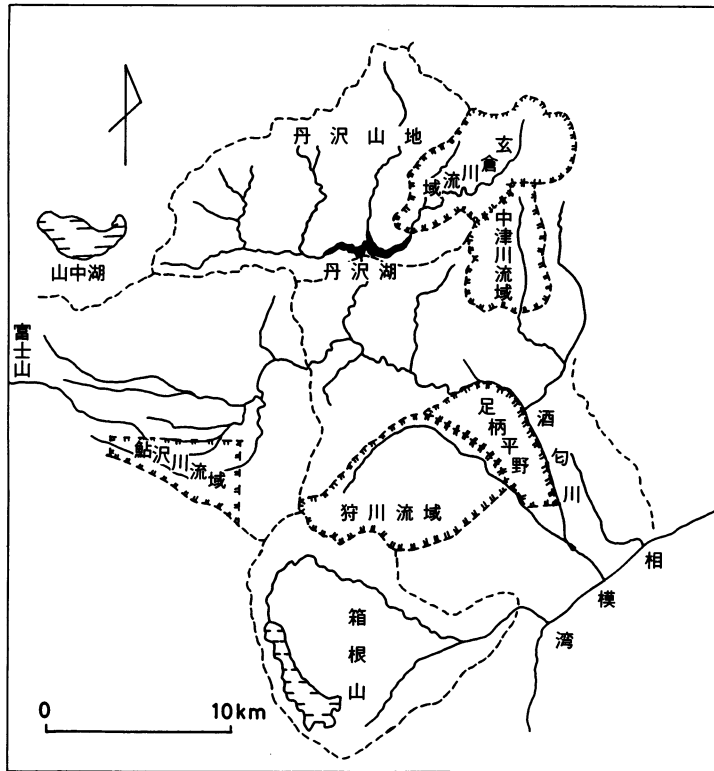 丹沢山地
玄倉川流域
中津川流域
山中湖
丹沢湖
富士山
足柄平野
酒匂川
鮎沢川流域
狩川流域
相模湾
箱根山
0 10km